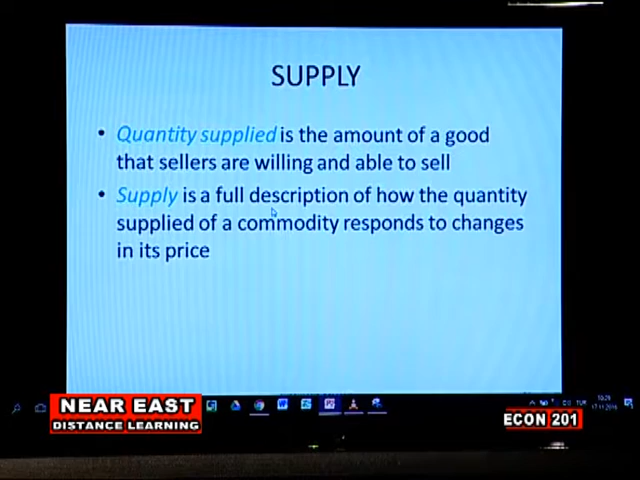 SUPPLY
• Quantity supplied is the amount of a good
that sellers are willing and able to sell
• Supply is a full description of how the quantity
supplied of a commodity responds to changes
in its price
NEAR EAST
DISTANCE LEARNING
ECON 201
TUR